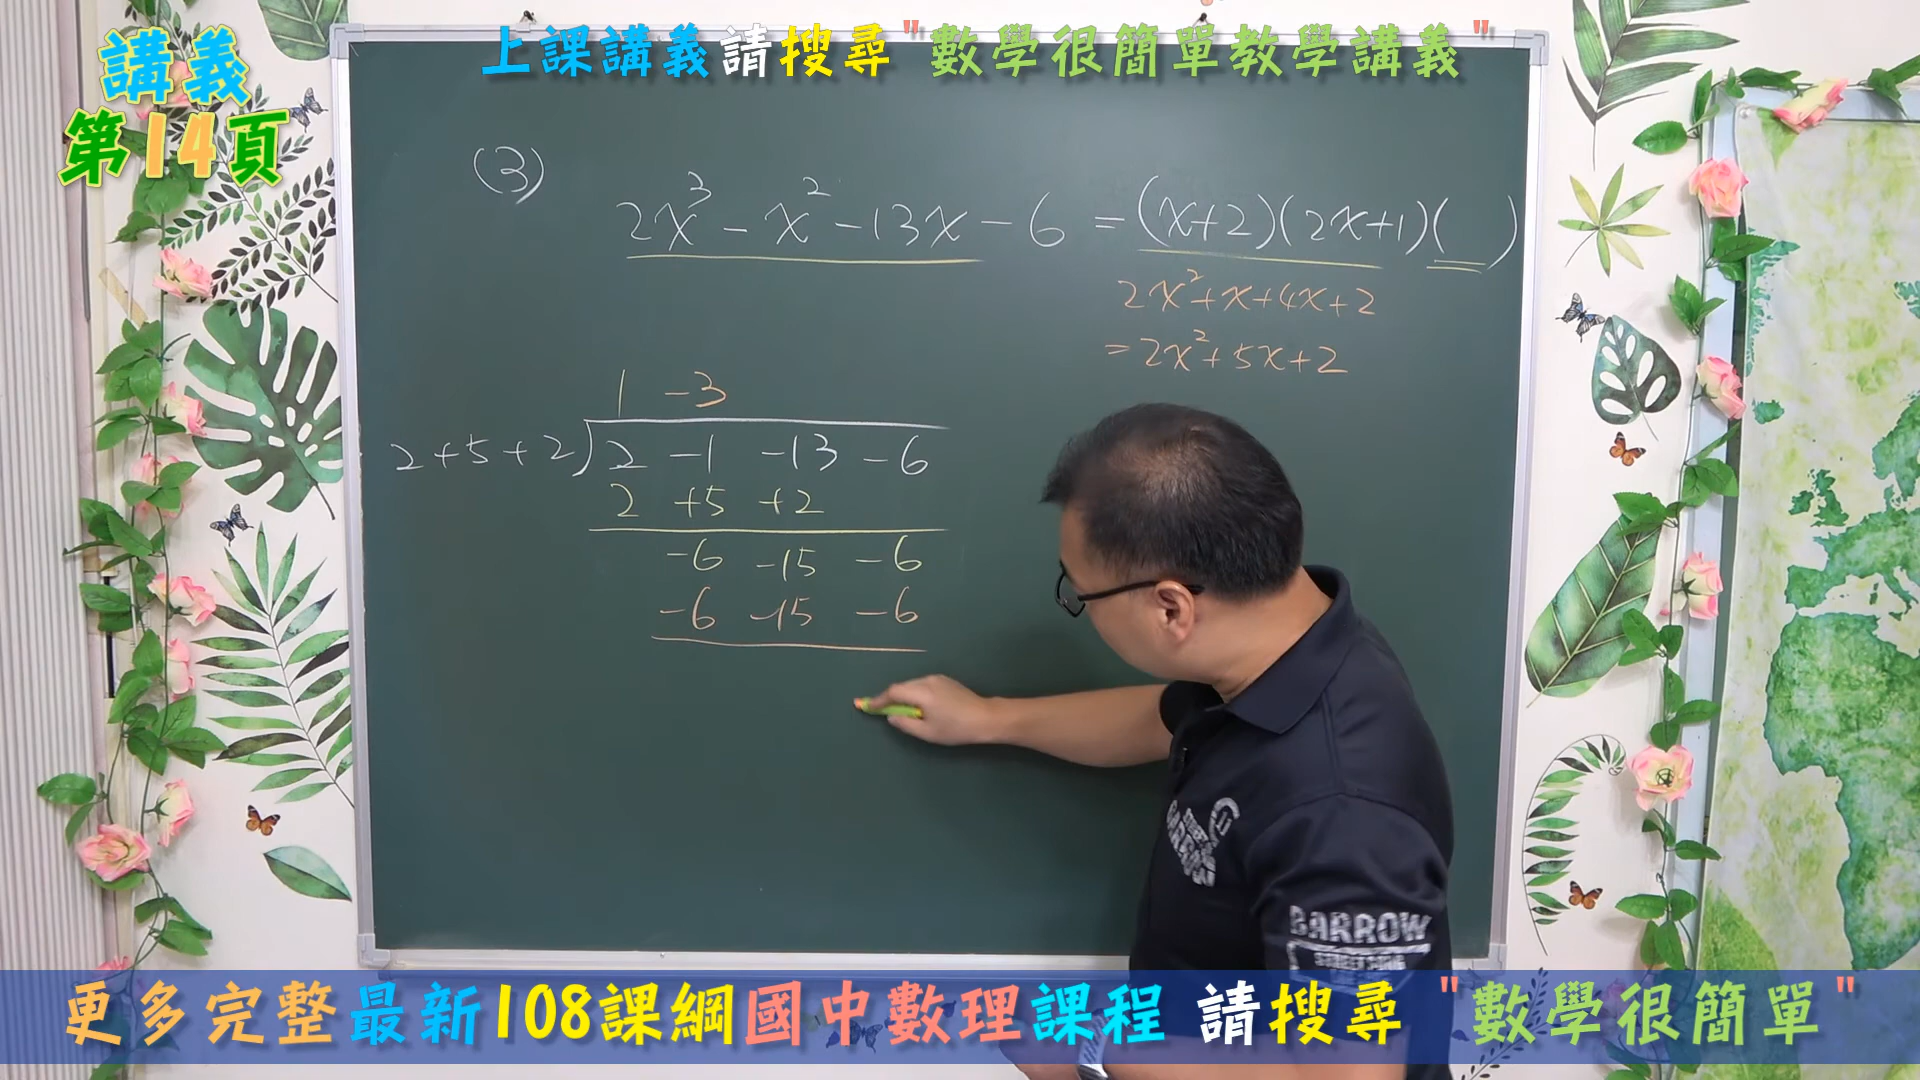 上課講義請搜尋"數學很簡單教學講義"
講義
第14頁
(3)
2x³ - x² - 13x - 6 = (x+2)(2x+1)( )
2x² + x + 4x + 2
= 2x² + 5x + 2
1 -3
2 + 5 + 2 ) 2 -1 -13 -6
2 +5 +2
-6 -15 -6
-6 -15 -6
BARROW
更多完整最新108課綱國中數理課程 請搜尋 "數學很簡單"